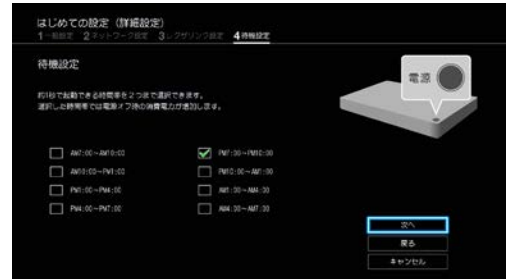 はじめての設定（詳細設定）
1一般設定 2ネットワーク設定 3レグザリンク設定 4待機設定
待機設定
約1秒で起動できる時間帯を2つまで選択できます。
選択した時間帯では電源オフ時の消費電力が増加します。
AM7:00～AM10:00
PM7:00～PM10:00
AM10:00～PM1:00
PM10:00～AM1:00
PM1:00～PM4:00
AM1:00～AM4:00
PM4:00～PM7:00
AM4:00～AM7:00
電源
次へ
戻る
キャンセル